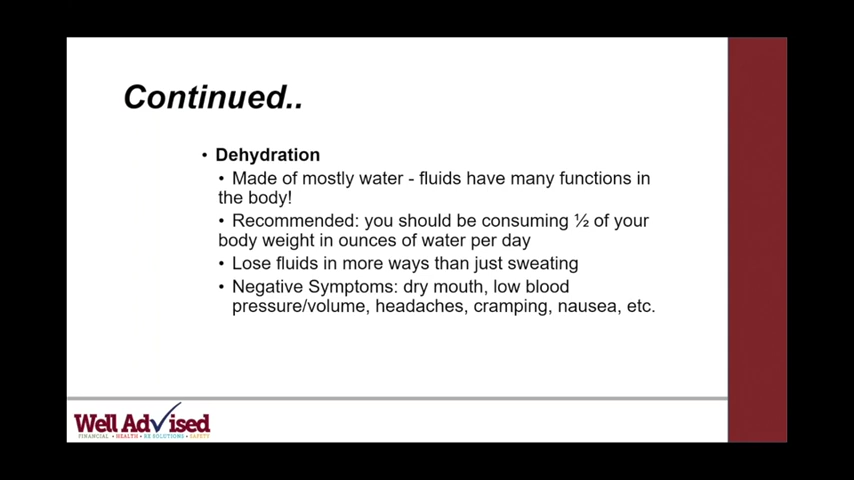 Continued..
• Dehydration
• Made of mostly water - fluids have many functions in
the body!
• Recommended: you should be consuming ½ of your
body weight in ounces of water per day
• Lose fluids in more ways than just sweating
• Negative Symptoms: dry mouth, low blood
pressure/volume, headaches, cramping, nausea, etc.
Well Advised
FINANCIAL • HEALTH • RE SOLUTIONS • SAFETY